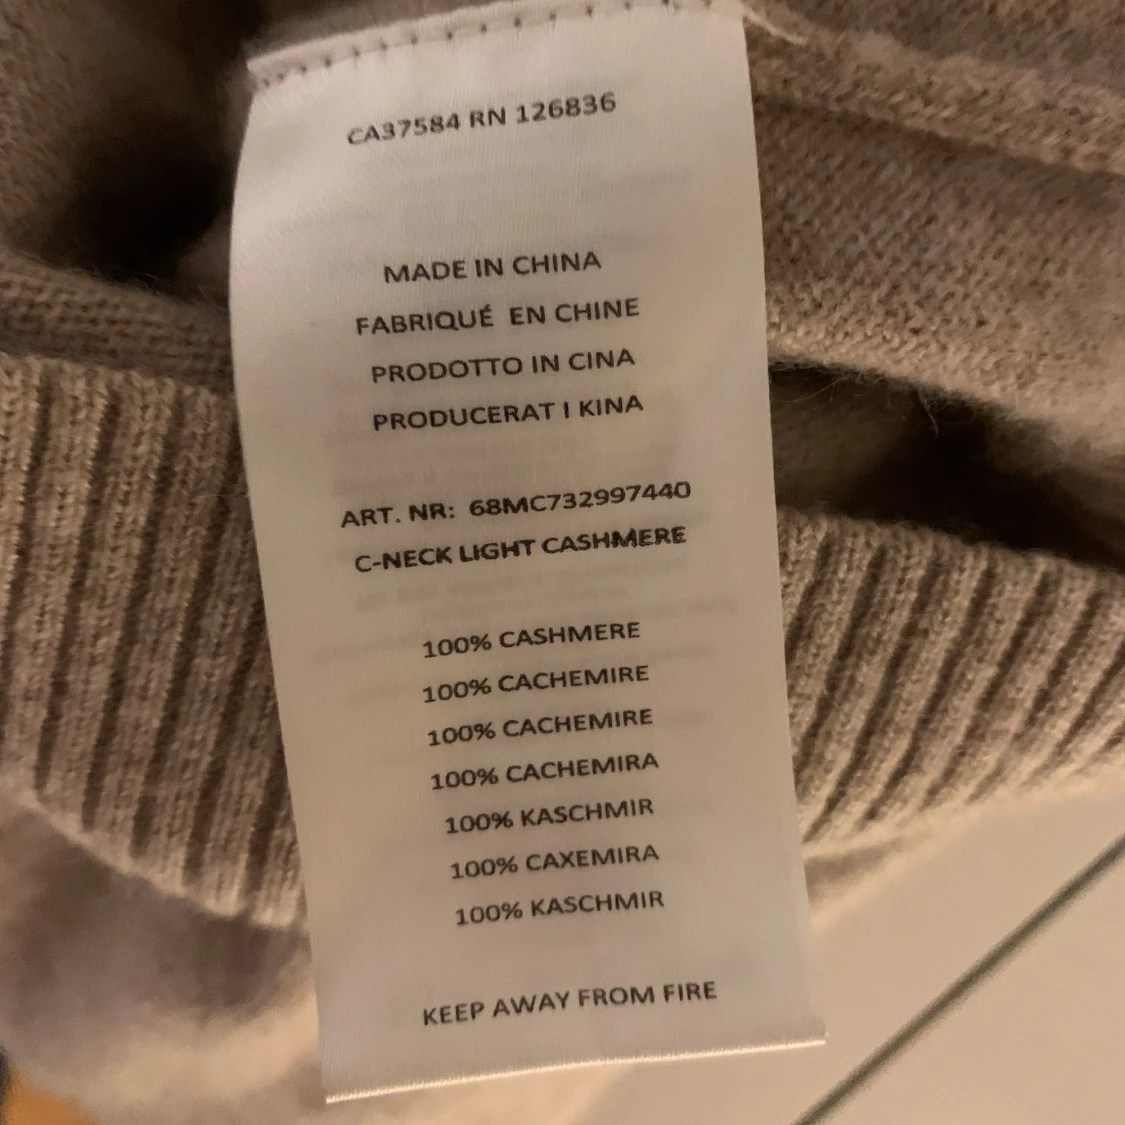 CA37584 RN 126836
MADE IN CHINA
FABRIQUÉ EN CHINE
PRODOTTO IN CINA
PRODUCERAT I KINA
ART. NR: 68MC732997440
C-NECK LIGHT CASHMERE
100% CASHMERE
100% CACHEMIRE
100% CACHEMIRE
100% CACHEMIRA
100% KASCHMIR
100% CAXEMIRA
100% KASCHMIR
KEEP AWAY FROM FIRE